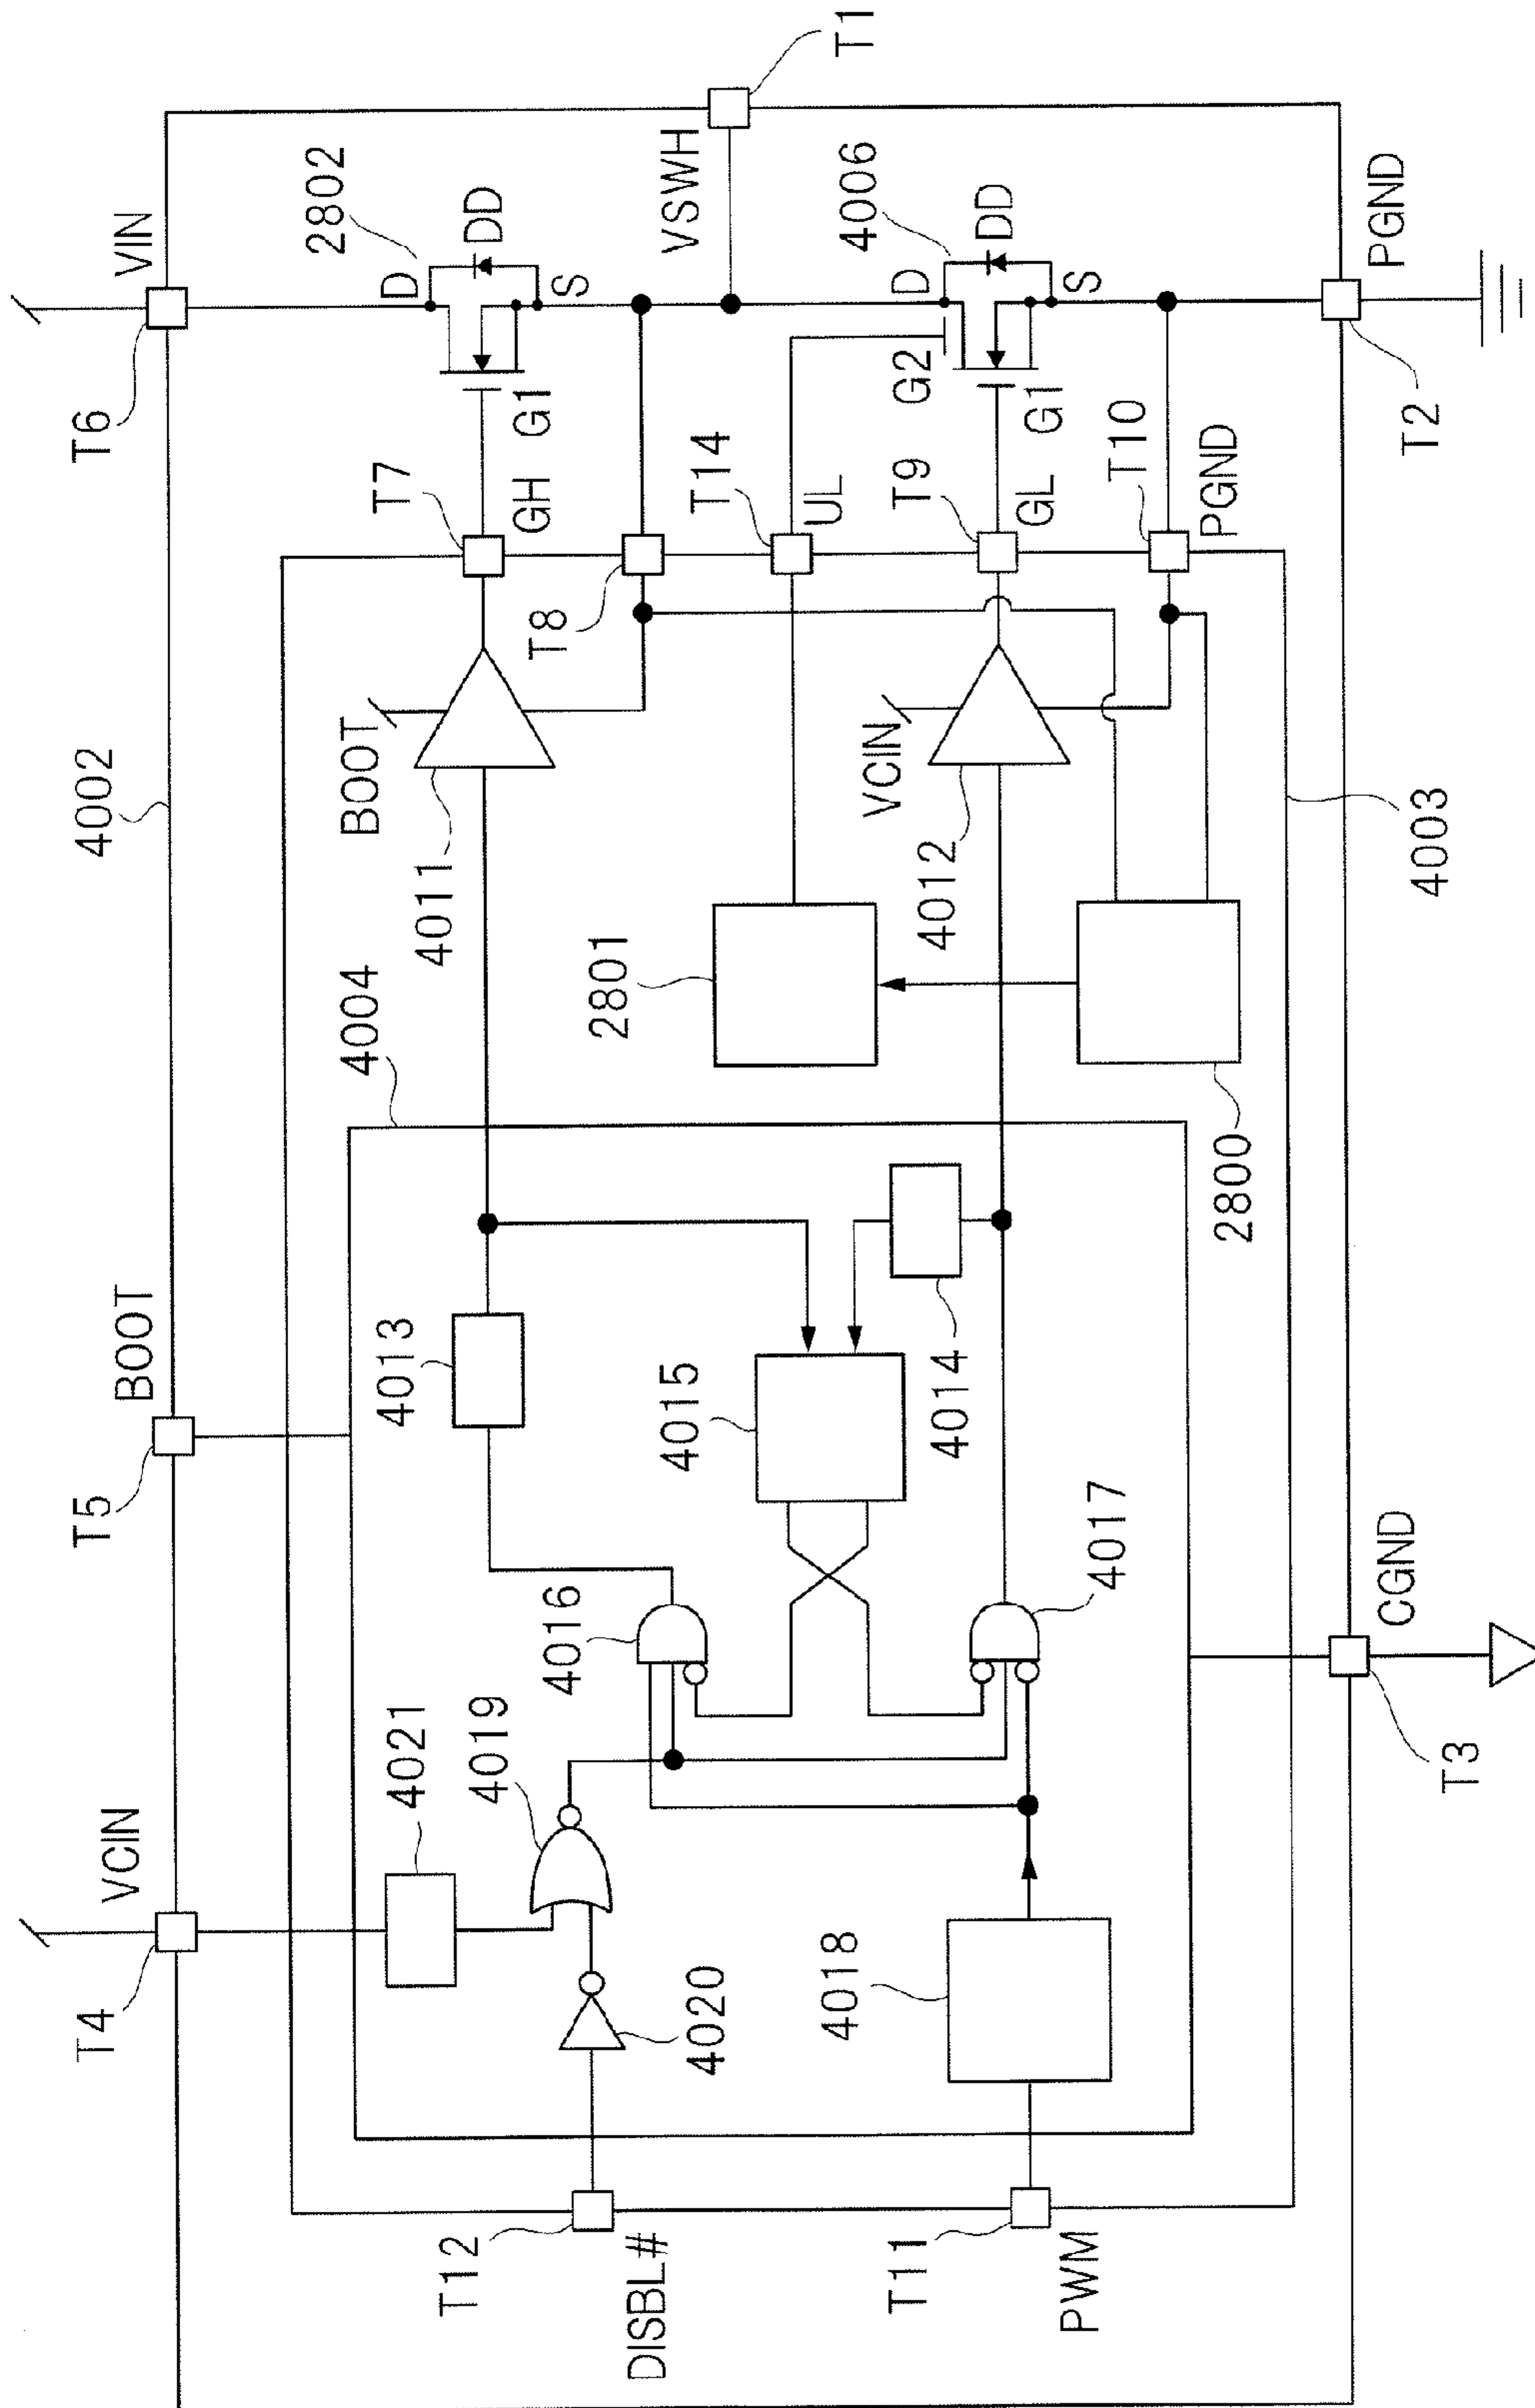 T4
VCIN
T5
BOOT
4002
T6
VIN
4021
4019
4020
4016
4013
4004
BOOT
4011
T7
GH
G1
D
2802
DD
S
T8
VSWH
T1
T12
DISBL#
4015
2801
T14
UL
G2
D
4006
DD
S
4018
4017
4014
VCIN
4012
T9
GL
G1
T11
PWM
2800
T10
PGND
4003
T3
CGND
T2
PGND